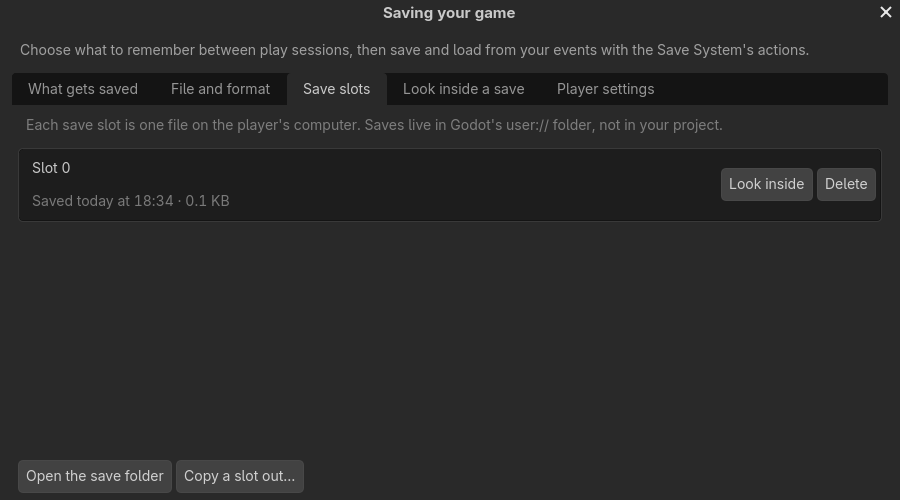 Saving your game
Choose what to remember between play sessions, then save and load from your events with the Save System's actions.
What gets saved File and format Save slots Look inside a save Player settings
Each save slot is one file on the player's computer. Saves live in Godot's user:// folder, not in your project.
Slot 0
Saved today at 18:34 · 0.1 KB
Look inside Delete
Open the save folder Copy a slot out...